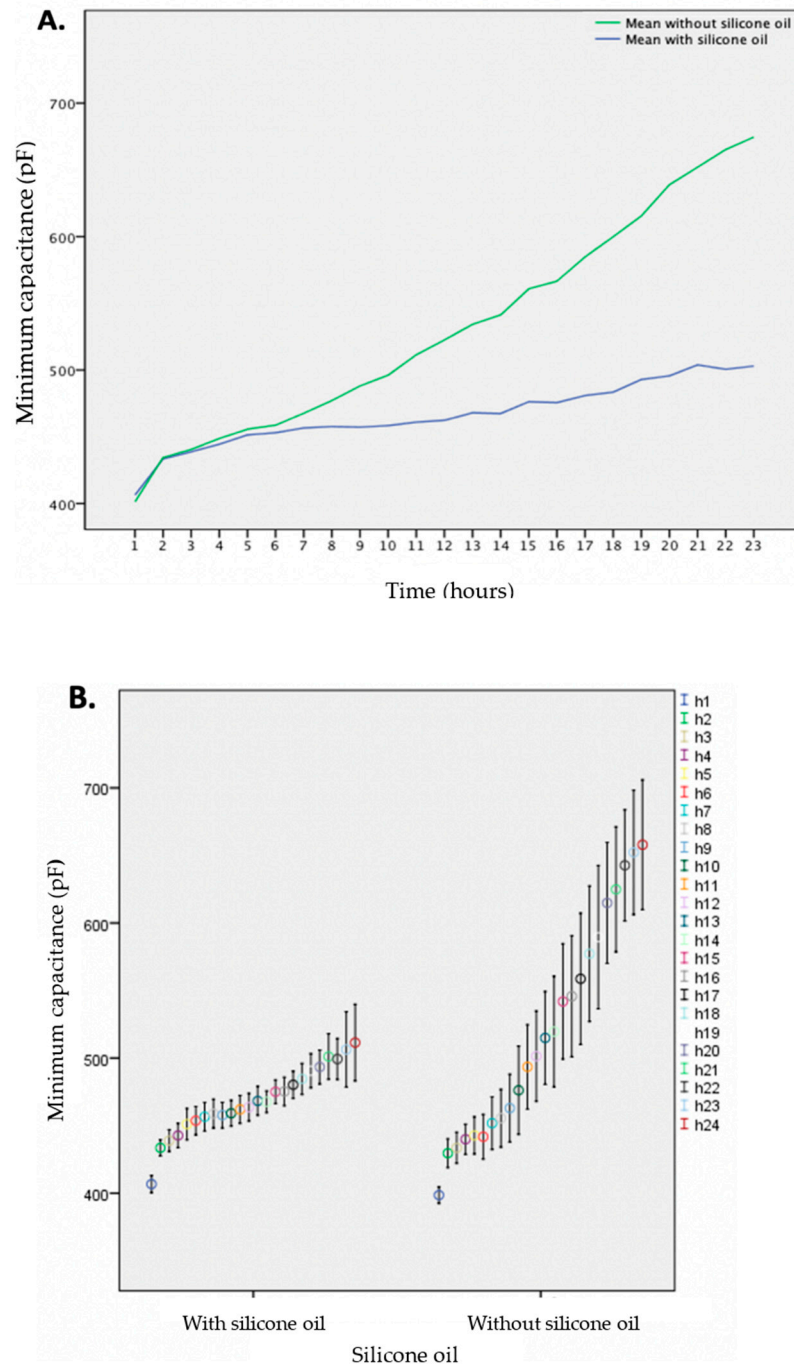 A.
Mean without silicone oil
Mean with silicone oil
Minimum capacitance (pF)
700
600
500
400
1 2 3 4 5 6 7 8 9 10 11 12 13 14 15 16 17 18 19 20 21 22 23
Time (hours)
B.
Minimum capacitance (pF)
700
600
500
400
h1
h2
h3
h4
h5
h6
h7
h8
h9
h10
h11
h12
h13
h14
h15
h16
h17
h18
h19
h20
h21
h22
h23
h24
With silicone oil Without silicone oil
Silicone oil